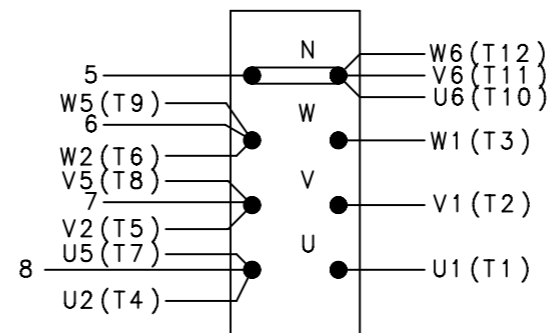 N
W6(T12)
5
V6(T11)
U6(T10)
W5(T9)
6
W
W1(T3)
W2(T6)
V5(T8)
V
7
V1(T2)
V2(T5)
U
U5(T7)
8
U1(T1)
U2(T4)